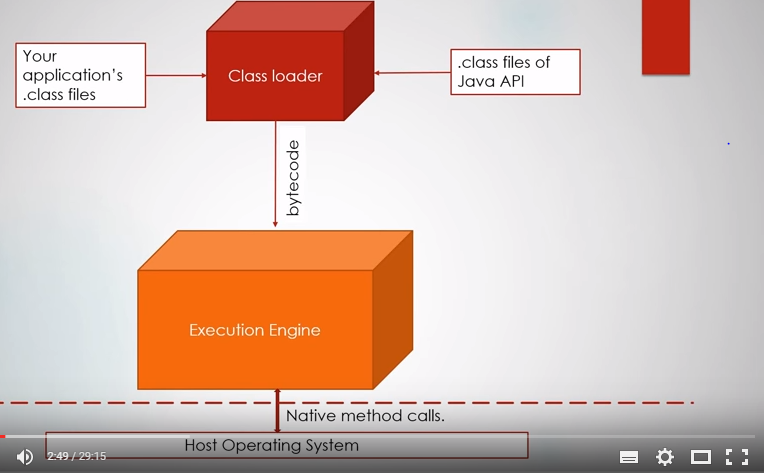 Your
application's
.class files
Class loader
.class files of
Java API
bytecode
Execution Engine
Native method calls.
Host Operating System
2:49 / 29:15